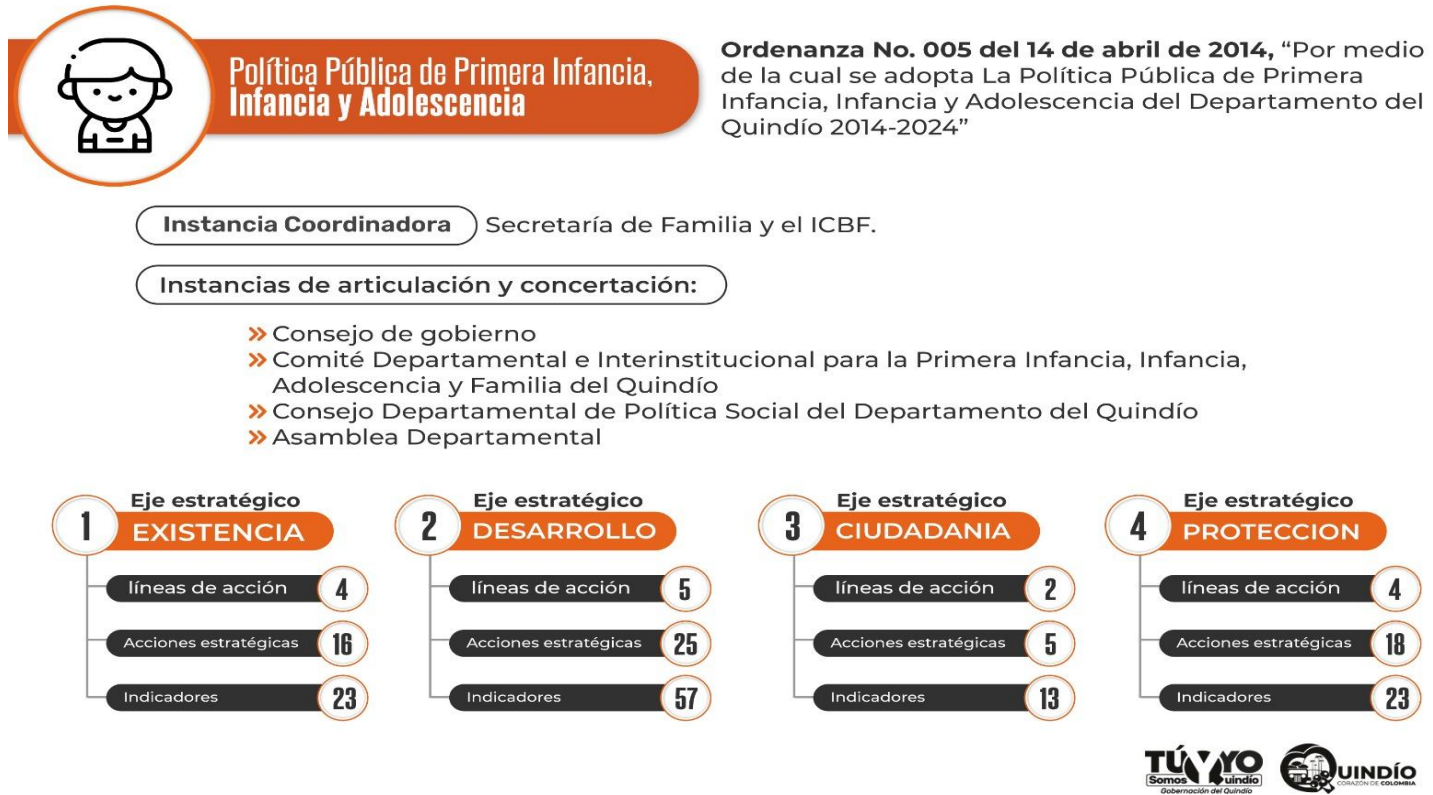 Política Pública de Primera Infancia,
Infancia y Adolescencia
Ordenanza No. 005 del 14 de abril de 2014, “Por medio
de la cual se adopta La Política Pública de Primera
Infancia, Infancia y Adolescencia del Departamento del
Quindío 2014-2024”
Instancia Coordinadora Secretaría de Familia y el ICBF.
Instancias de articulación y concertación:
Consejo de gobierno
Comité Departamental e Interinstitucional para la Primera Infancia, Infancia,
Adolescencia y Familia del Quindío
Consejo Departamental de Política Social del Departamento del Quindío
Asamblea Departamental
1
Eje estratégico
EXISTENCIA
líneas de acción 4
Acciones estratégicas 16
Indicadores 23
2
Eje estratégico
DESARROLLO
líneas de acción 5
Acciones estratégicas 25
Indicadores 57
3
Eje estratégico
CIUDADANIA
líneas de acción 2
Acciones estratégicas 5
Indicadores 13
4
Eje estratégico
PROTECCION
líneas de acción 4
Acciones estratégicas 18
Indicadores 23
TÚ Y YO
Somos Quindío
Gobernación del Quindío
QUINDÍO
CORAZÓN DE COLOMBIA